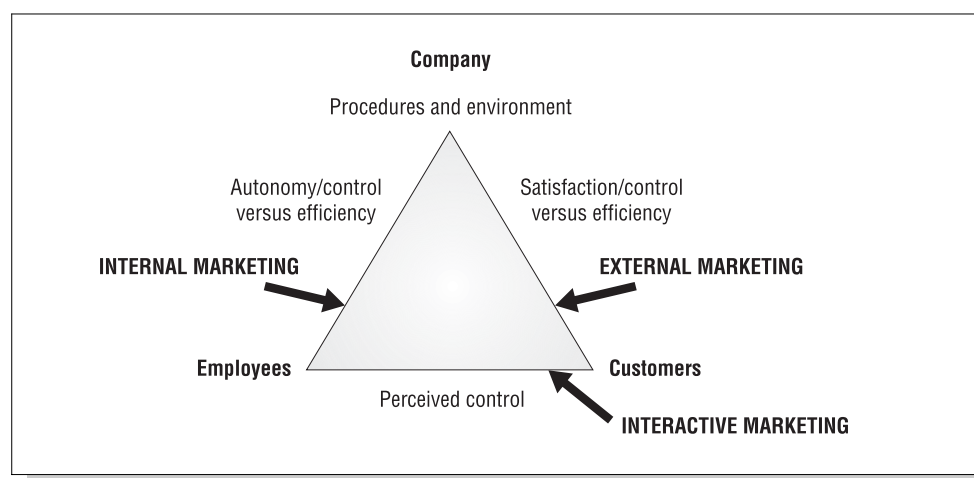 Company
Procedures and environment
Autonomy/control
versus efficiency
Satisfaction/control
versus efficiency
INTERNAL MARKETING
EXTERNAL MARKETING
Employees
Customers
Perceived control
INTERACTIVE MARKETING